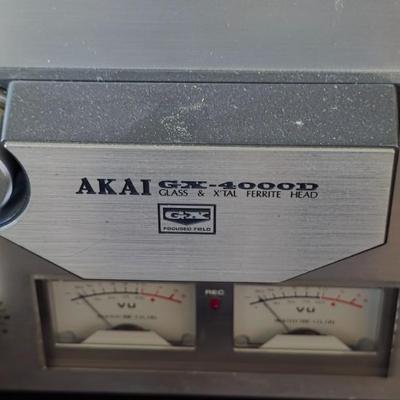 AKAI GX-4000D
GLASS & X'TAL FERRITE HEAD
GX
FOCUSED FIELD
REC
VU
VU